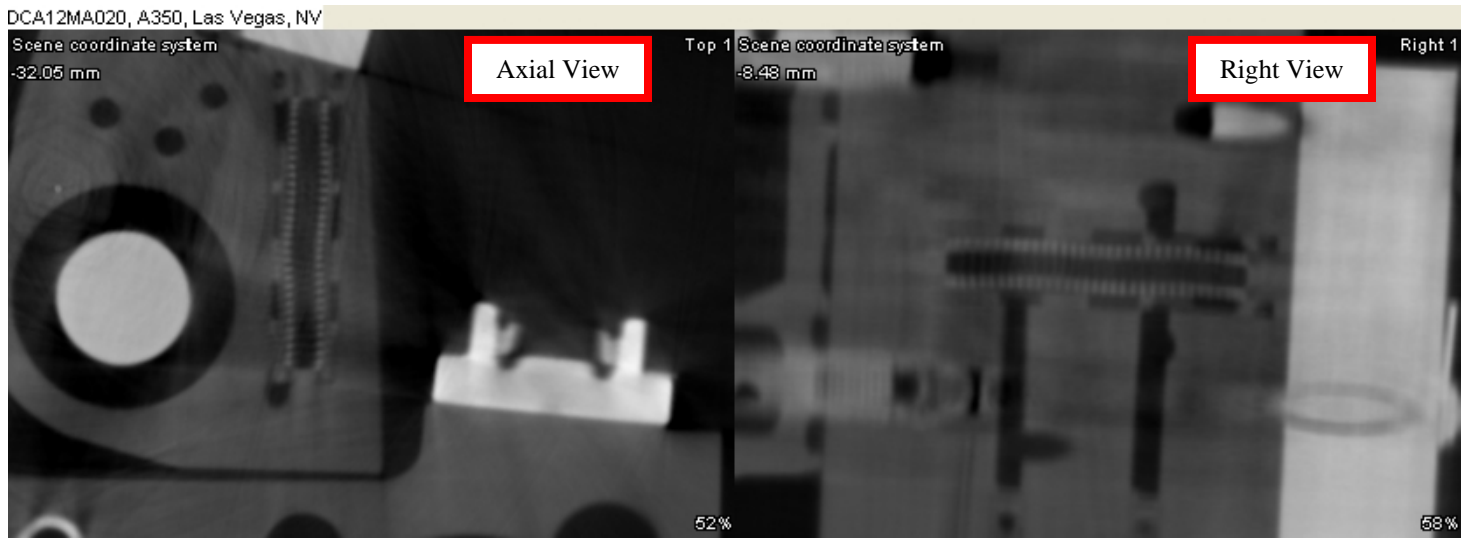 DCA12MA020, A350, Las Vegas, NV
Scene coordinate system
-32.05 mm
Top 1
Axial View
52%
Scene coordinate system
-8.48 mm
Right 1
Right View
58%